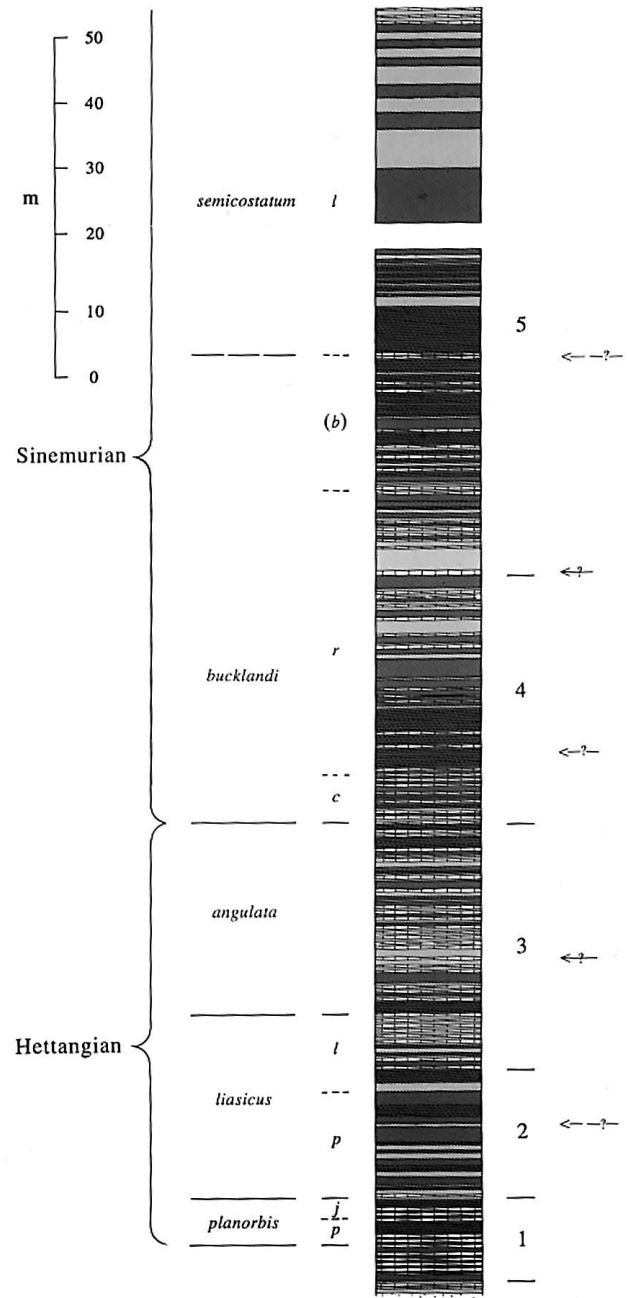 50
40
30
m
semicostatum l
20
10
5
0
?
(b)
Sinemurian
?
r
bucklandi
4
?
c
angulata
3
?
Hettangian
l
liasicus
2
?
p
j
planorbis
p
1